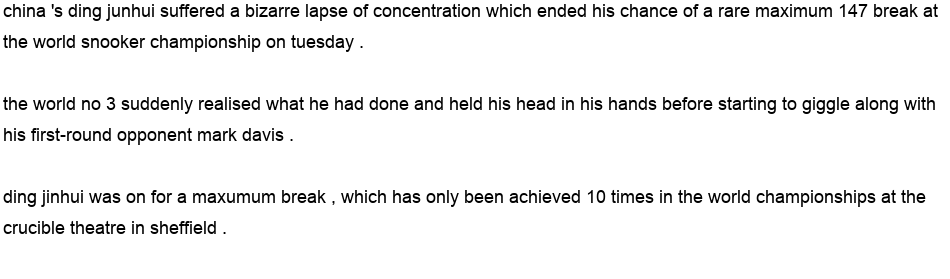 china 's ding junhui suffered a bizarre lapse of concentration which ended his chance of a rare maximum 147 break at
the world snooker championship on tuesday .
the world no 3 suddenly realised what he had done and held his head in his hands before starting to giggle along with
his first-round opponent mark davis .
ding jinhui was on for a maxumum break , which has only been achieved 10 times in the world championships at the
crucible theatre in sheffield .